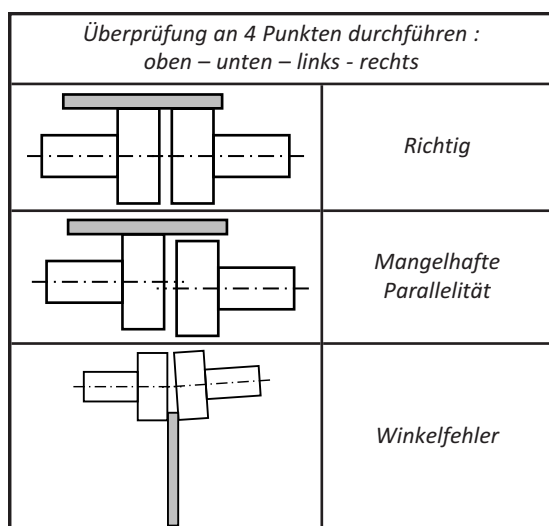 Überprüfung an 4 Punkten durchführen :
oben – unten – links - rechts
Richtig
Mangelhafte
Parallelität
Winkelfehler